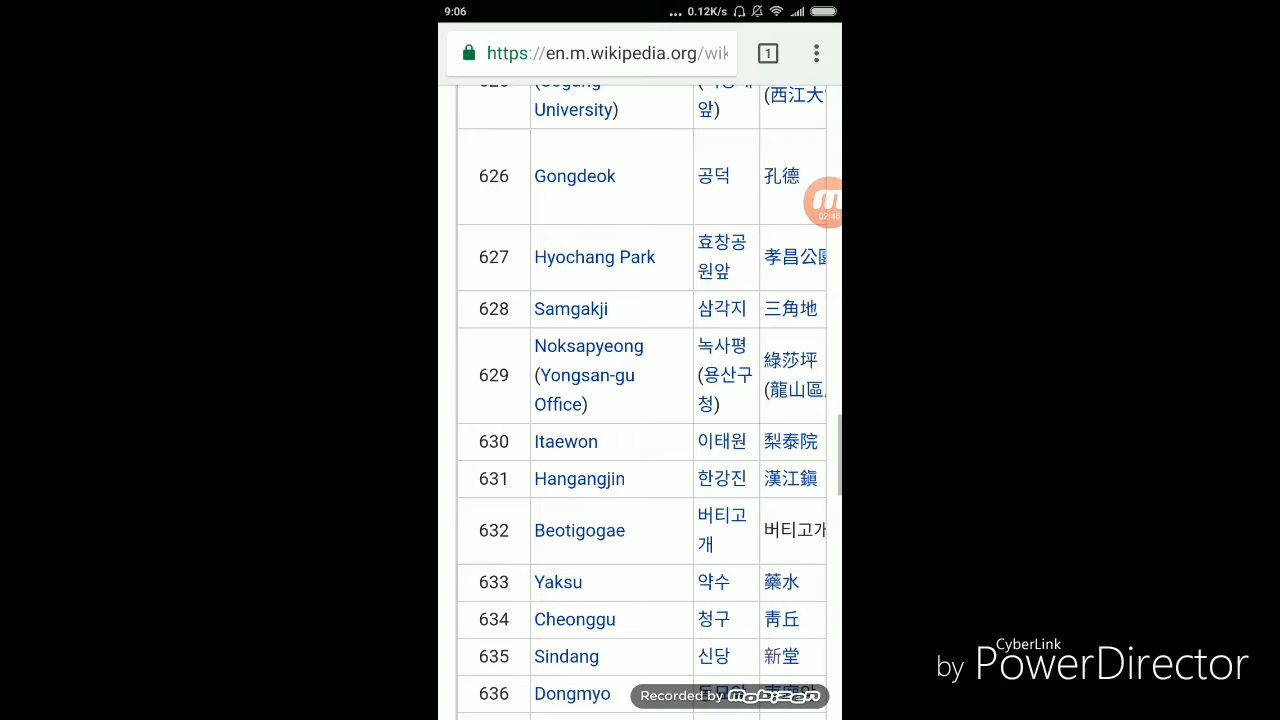 9:06 ... 0.12K/s
https://en.m.wikipedia.org/wik 1
University) 앞) (西江大
626 Gongdeok 공덕 孔德
02:45
627 Hyochang Park 효창공 孝昌公園
원앞
628 Samgakji 삼각지 三角地
Noksapyeong 녹사평 綠莎坪
629 (Yongsan-gu (용산구 (龍山區
Office) 청)
630 Itaewon 이태원 梨泰院
631 Hangangjin 한강진 漢江鎭
632 Beotigogae 버티고 버티고개
개
633 Yaksu 약수 藥水
634 Cheonggu 청구 靑丘
635 Sindang 신당 新堂
636 Dongmyo
Recorded by mobizen
CyberLink
by PowerDirector